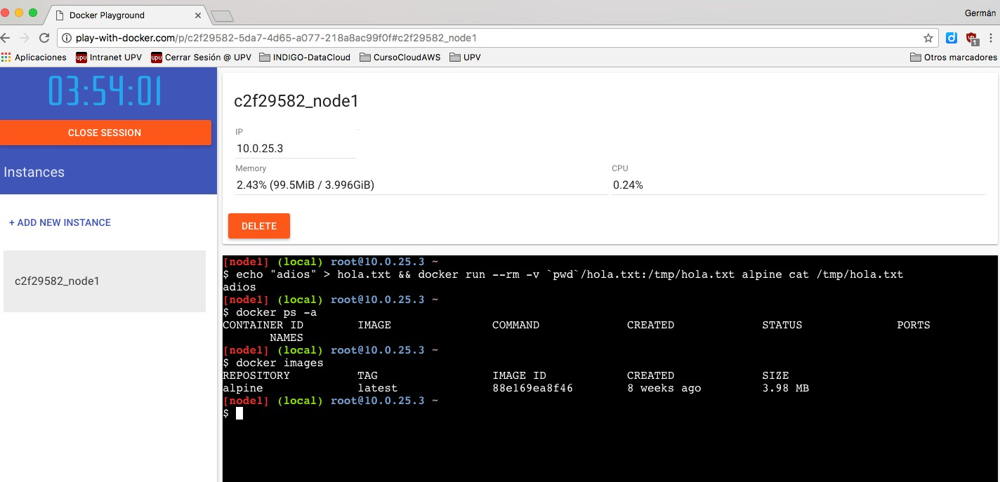 Docker Playground
Germán
play-with-docker.com/p/c2f29582-5da7-4d65-a077-218a8ac99f0f#c2f29582_node1
Aplicaciones Intranet UPV Cerrar Sesión @ UPV INDIGO-DataCloud CursoCloudAWS UPV Otros marcadores
03:54:01
CLOSE SESSION
Instances
+ ADD NEW INSTANCE
c2f29582_node1
c2f29582_node1
IP
10.0.25.3
Memory CPU
2.43% (99.5MiB / 3.996GiB) 0.24%
DELETE
[node1] (local) root@10.0.25.3 ~
$ echo "adios" > hola.txt && docker run --rm -v `pwd`/hola.txt:/tmp/hola.txt alpine cat /tmp/hola.txt
adios
[node1] (local) root@10.0.25.3 ~
$ docker ps -a
CONTAINER ID IMAGE COMMAND CREATED STATUS PORTS
NAMES
[node1] (local) root@10.0.25.3 ~
$ docker images
REPOSITORY TAG IMAGE ID CREATED SIZE
alpine latest 88e169ea8f46 8 weeks ago 3.98 MB
[node1] (local) root@10.0.25.3 ~
$